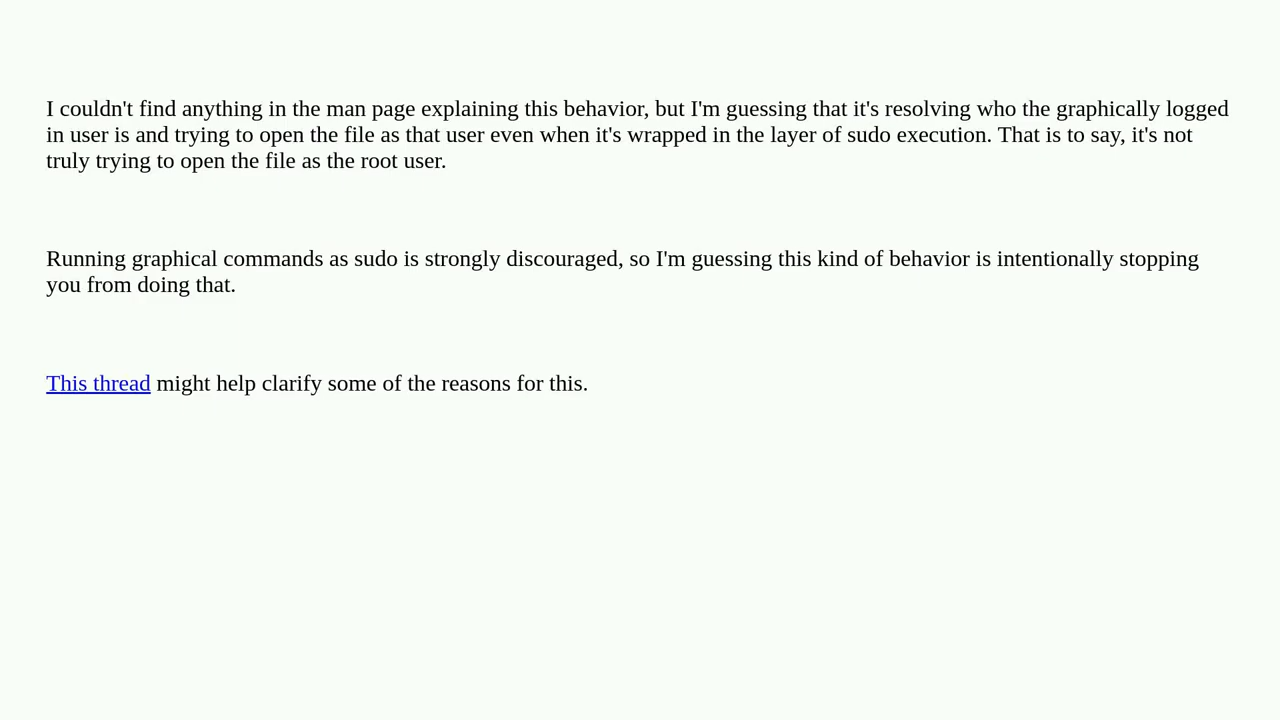 I couldn't find anything in the man page explaining this behavior, but I'm guessing that it's resolving who the graphically logged
in user is and trying to open the file as that user even when it's wrapped in the layer of sudo execution. That is to say, it's not
truly trying to open the file as the root user.
Running graphical commands as sudo is strongly discouraged, so I'm guessing this kind of behavior is intentionally stopping
you from doing that.
This thread might help clarify some of the reasons for this.